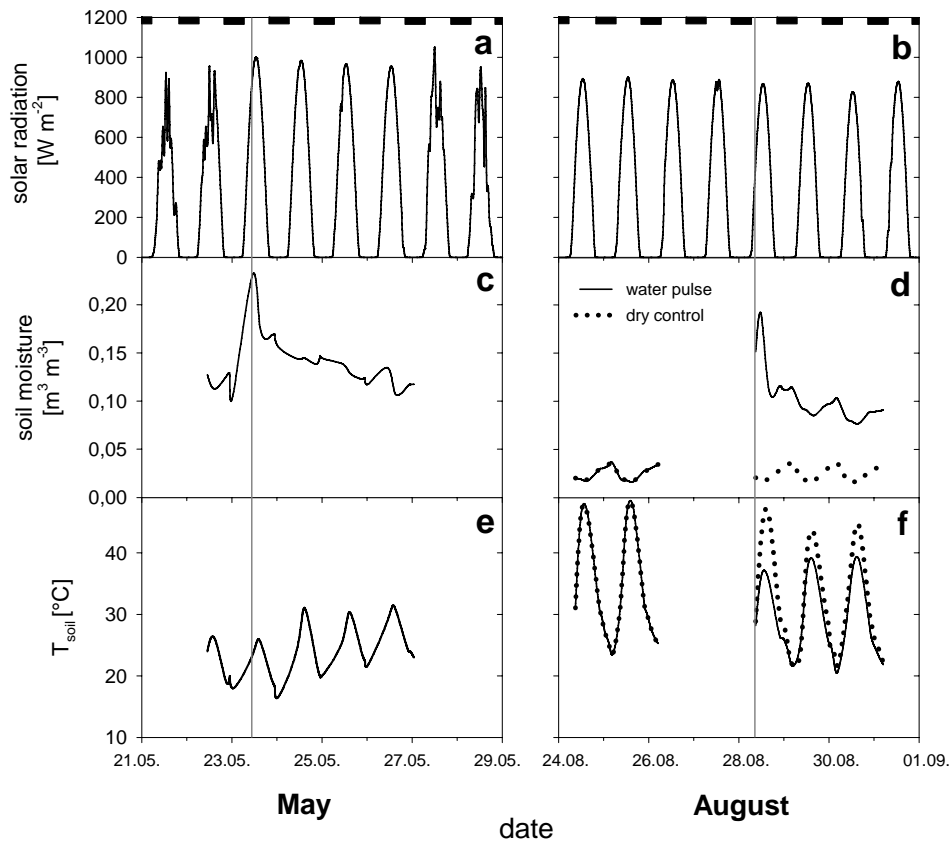 1200
1000
800
600
400
200
0
solar radiation
[W m-2]
a
b
0,20
0,15
0,10
0,05
0,00
soil moisture
[m3 m-3]
c
d
water pulse
dry control
40
30
20
10
Tsoil [°C]
e
f
21.05. 23.05. 25.05. 27.05. 29.05.
24.08. 26.08. 28.08. 30.08. 01.09.
May
August
date